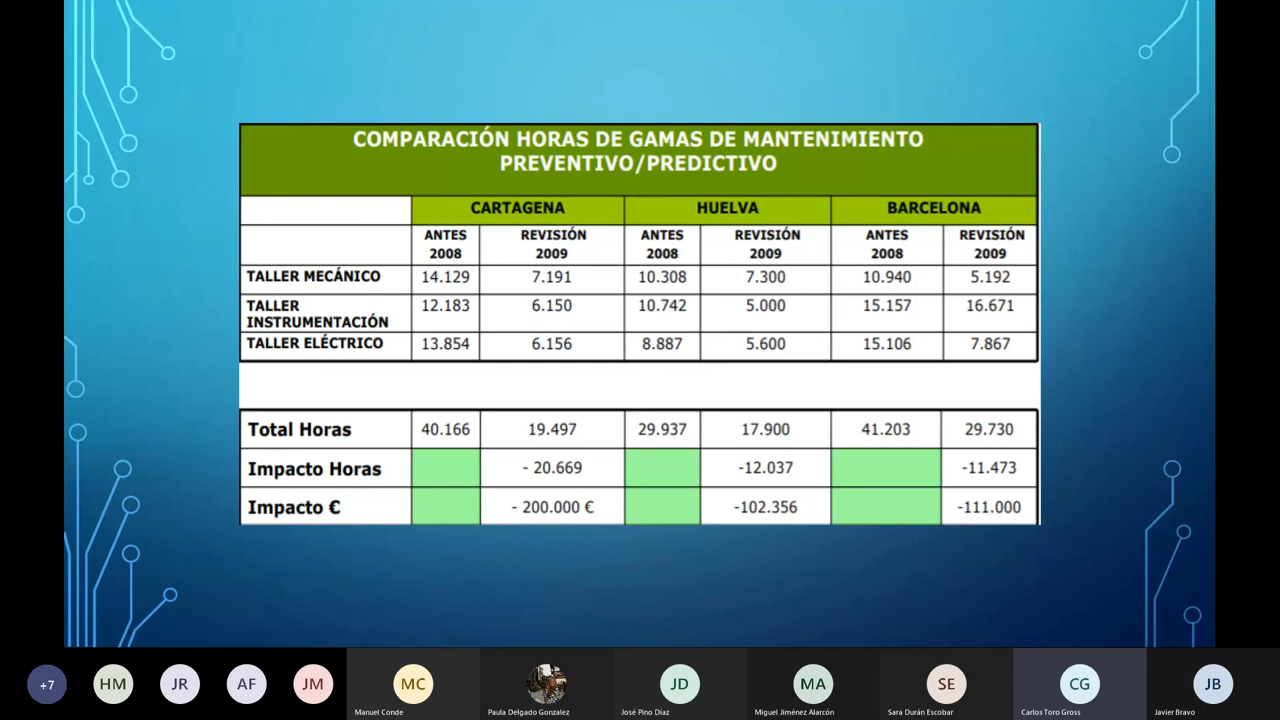 COMPARACIÓN HORAS DE GAMAS DE MANTENIMIENTO
PREVENTIVO/PREDICTIVO
CARTAGENA HUELVA BARCELONA
ANTES 2008 REVISIÓN 2009 ANTES 2008 REVISIÓN 2009 ANTES 2008 REVISIÓN 2009
TALLER MECÁNICO 14.129 7.191 10.308 7.300 10.940 5.192
TALLER INSTRUMENTACIÓN 12.183 6.150 10.742 5.000 15.157 16.671
TALLER ELÉCTRICO 13.854 6.156 8.887 5.600 15.106 7.867
Total Horas 40.166 19.497 29.937 17.900 41.203 29.730
Impacto Horas - 20.669 -12.037 -11.473
Impacto € - 200.000 € -102.356 -111.000
+7 HM JR AF JM MC JD MA SE CG JB
Manuel Conde Paula Delgado Gonzalez José Pino Díaz Miguel Jiménez Alarcón Sara Durán Escobar Carlos Toro Gross Javier Bravo